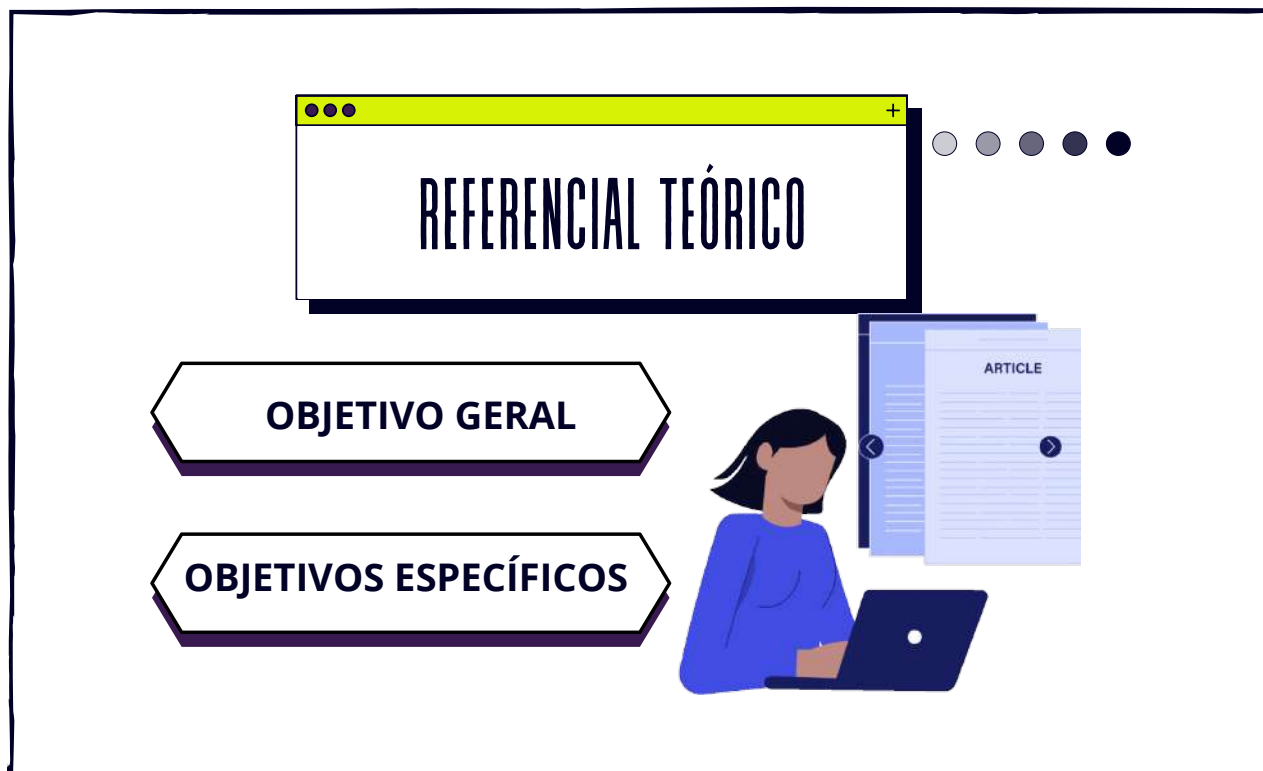 REFERENCIAL TEÓRICO
ARTICLE
OBJETIVO GERAL
OBJETIVOS ESPECÍFICOS